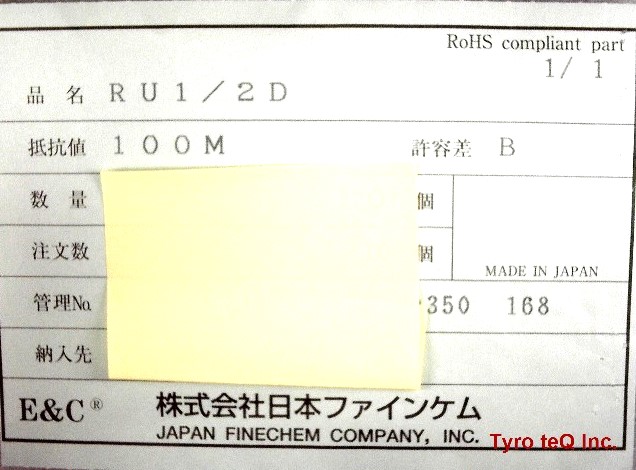 RoHS compliant part
1/ 1
品 名 RU1/2D
抵抗値 100M 許容差 B
数 量 個
注文数 個
MADE IN JAPAN
管理No. 350 168
納入先
E&C® 株式会社日本ファインケム
JAPAN FINECHEM COMPANY, INC.
Tyro teQ Inc.